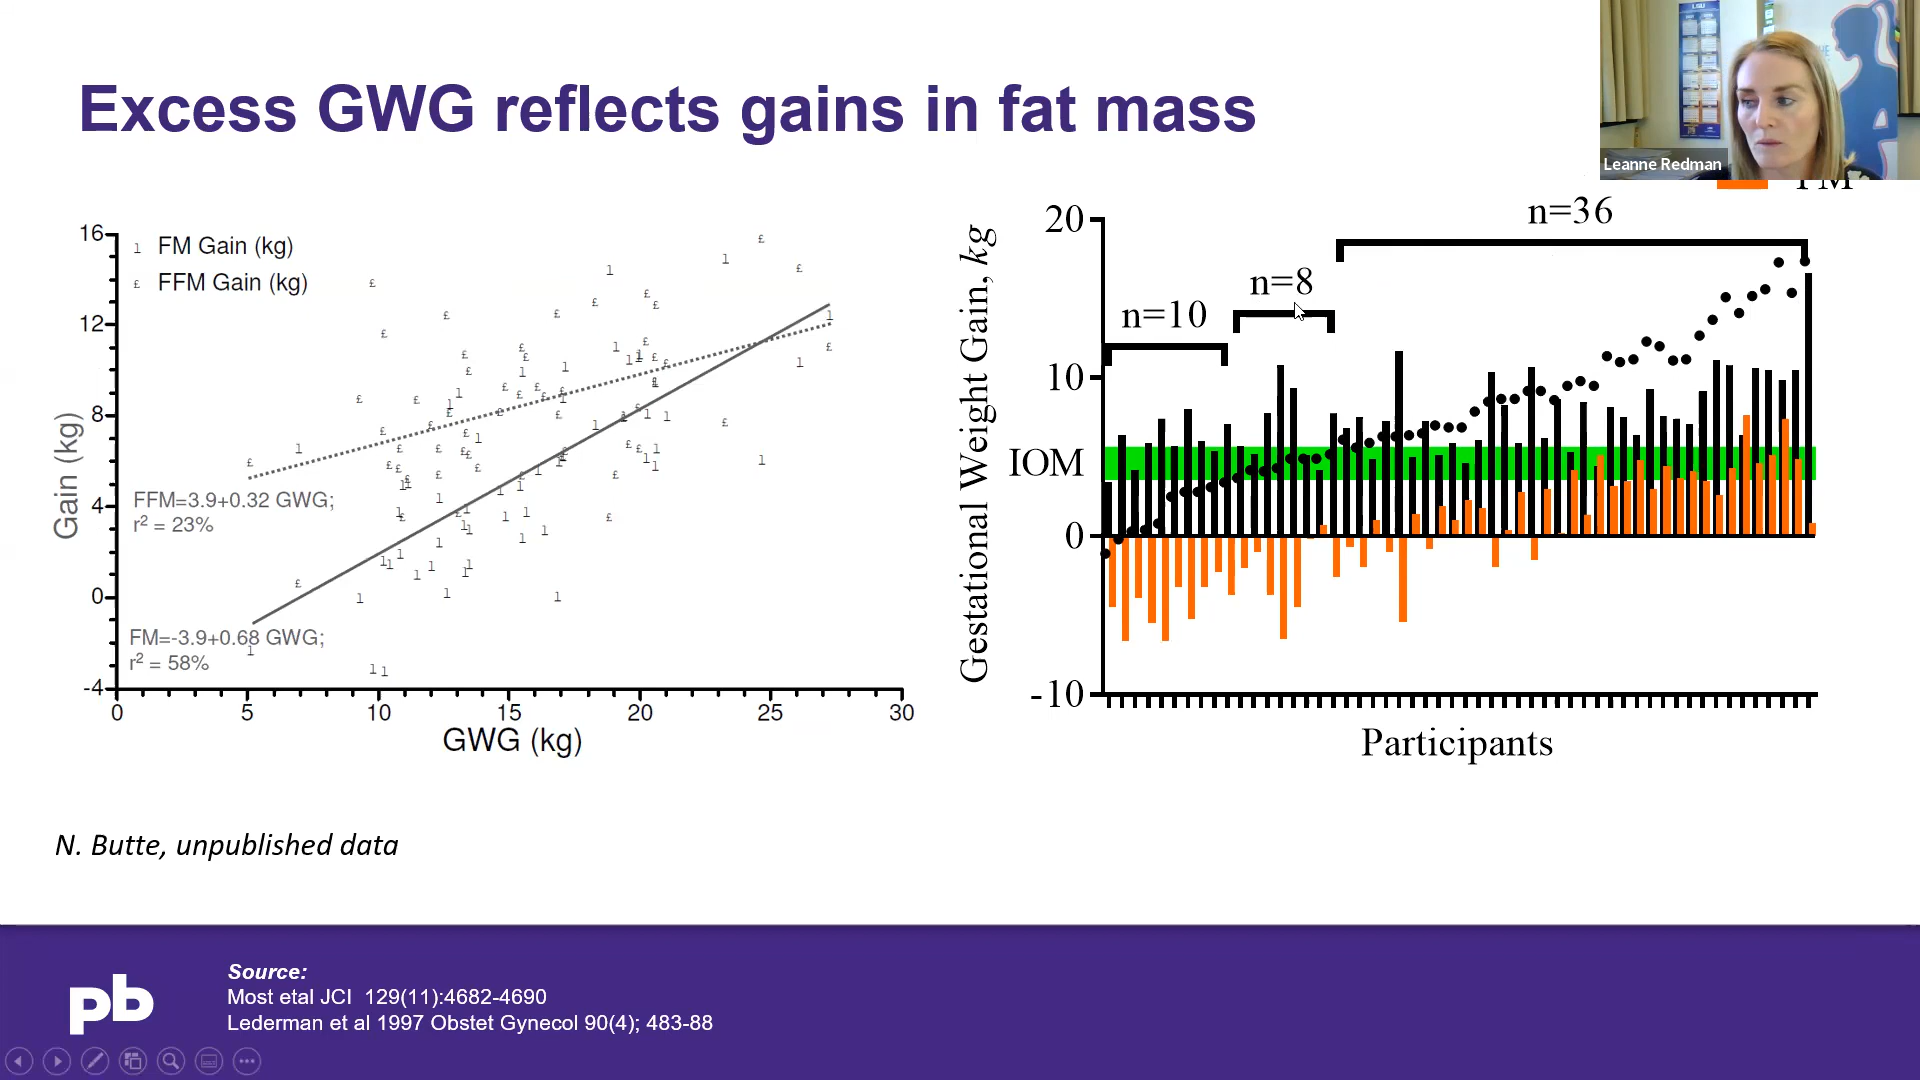 Excess GWG reflects gains in fat mass
Leanne Redman
16
12
8
4
0
-4
Gain (kg)
1 FM Gain (kg)
£ FFM Gain (kg)
FFM=3.9+0.32 GWG;
r² = 23%
FM=-3.9+0.68 GWG;
r² = 58%
0 5 10 15 20 25 30
GWG (kg)
FM
n=36
n=8
n=10
Gestational Weight Gain, kg
20
10
IOM
0
-10
Participants
N. Butte, unpublished data
pb
Source:
Most etal JCI 129(11):4682-4690
Lederman et al 1997 Obstet Gynecol 90(4); 483-88